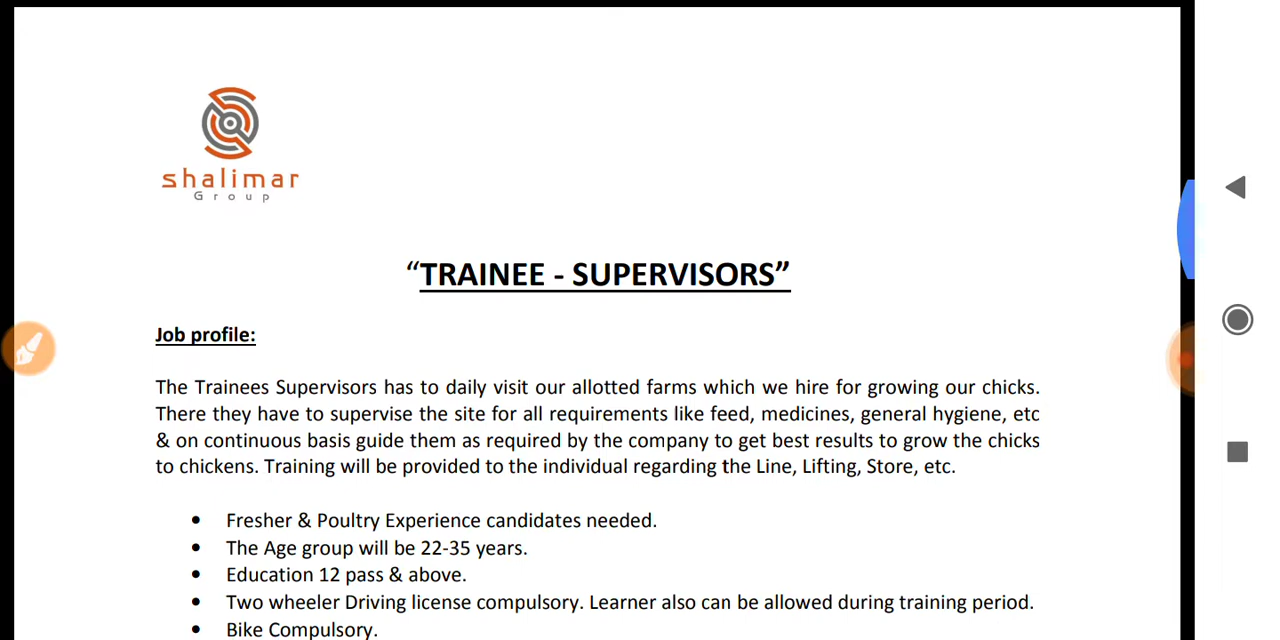 shalimar
Group
“TRAINEE - SUPERVISORS”
Job profile:
The Trainees Supervisors has to daily visit our allotted farms which we hire for growing our chicks.
There they have to supervise the site for all requirements like feed, medicines, general hygiene, etc
& on continuous basis guide them as required by the company to get best results to grow the chicks
to chickens. Training will be provided to the individual regarding the Line, Lifting, Store, etc.
• Fresher & Poultry Experience candidates needed.
• The Age group will be 22-35 years.
• Education 12 pass & above.
• Two wheeler Driving license compulsory. Learner also can be allowed during training period.
• Bike Compulsory.